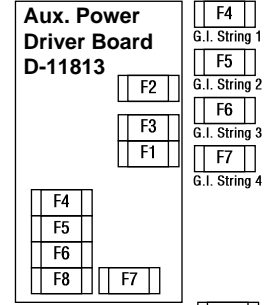 Aux. Power
Driver Board
D-11813
F2
F3
F1
F4
F5
F6
F8
F7
F4
G.I. String 1
F5
G.I. String 2
F6
G.I. String 3
F7
G.I. String 4